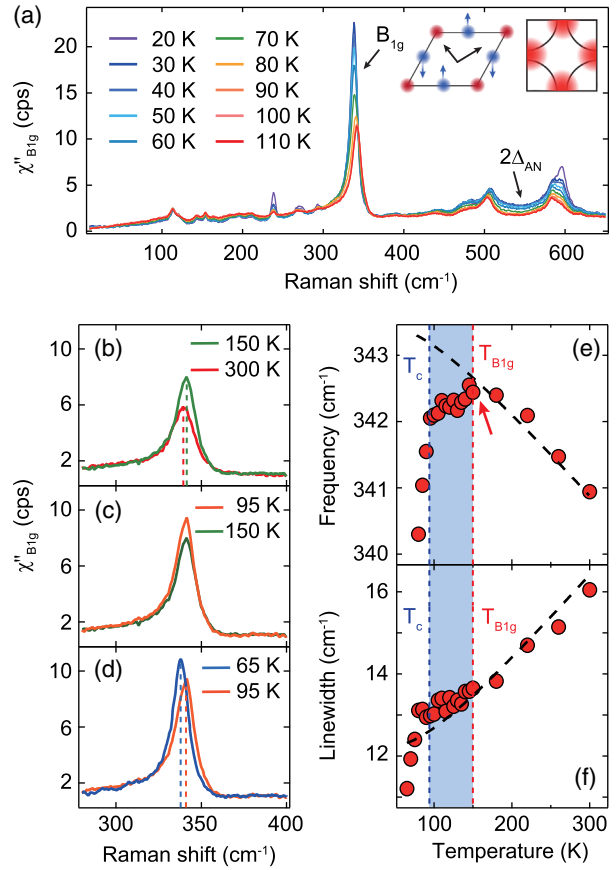 (a)
20 K
30 K
40 K
50 K
60 K
70 K
80 K
90 K
100 K
110 K
B1g
2ΔAN
χ''B1g (cps)
20
15
10
5
0
100
200
300
400
500
600
Raman shift (cm-1)
(b)
150 K
300 K
10
6
2
(c)
95 K
150 K
10
6
2
(d)
65 K
95 K
10
6
2
χ''B1g (cps)
300
350
400
Raman shift (cm-1)
(e)
Tc
TB1g
343
342
341
340
Frequency (cm-1)
(f)
Tc
TB1g
16
14
12
Linewidth (cm-1)
100
200
300
Temperature (K)